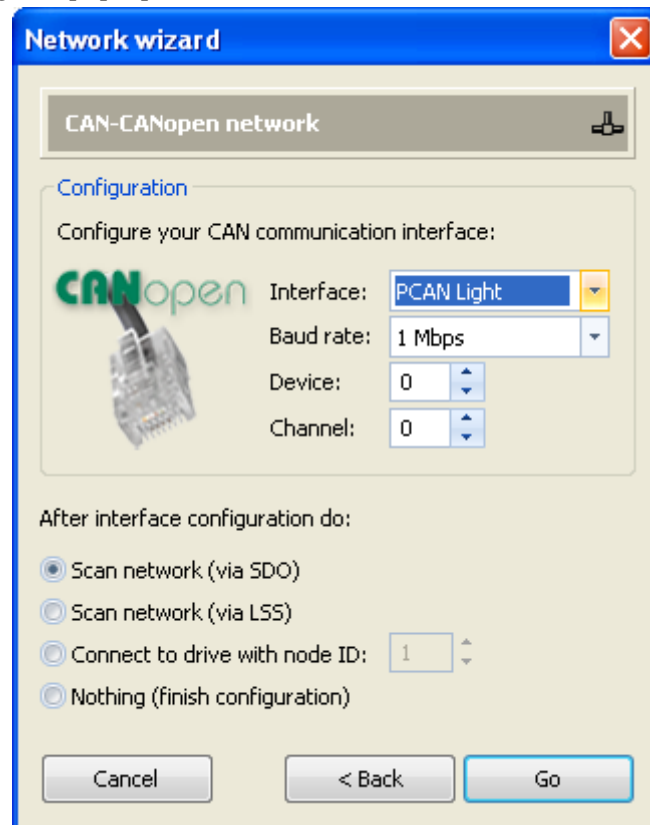 Network wizard
CAN-CANopen network
Configuration
Configure your CAN communication interface:
CANopen
Interface: PCAN Light
Baud rate: 1 Mbps
Device: 0
Channel: 0
After interface configuration do:
Scan network (via SDO)
Scan network (via LSS)
Connect to drive with node ID: 1
Nothing (finish configuration)
Cancel < Back Go